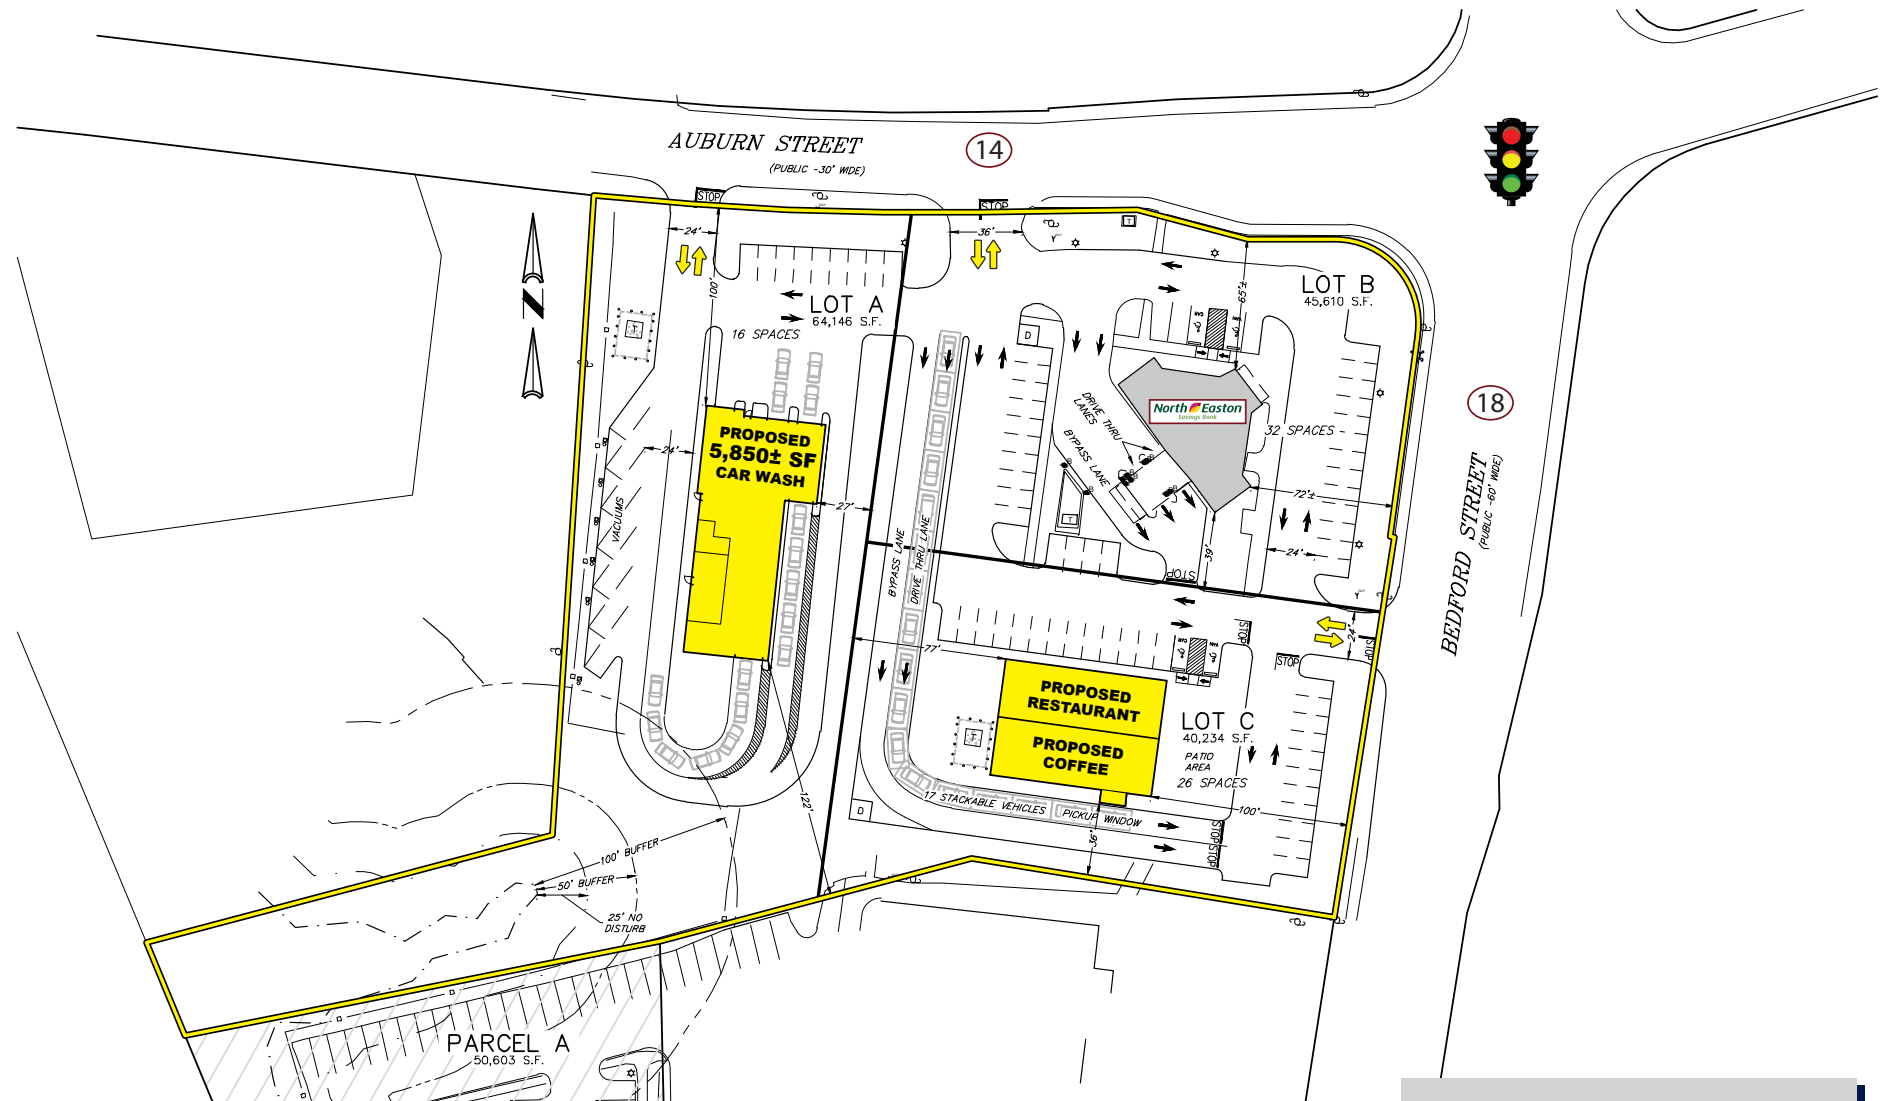 AUBURN STREET
(PUBLIC -30' WIDE)
14
STOP
STOP
24'
36'
T
100'
65'±
LOT A
64,146 S.F.
16 SPACES
LOT B
45,610 S.F.
T
D
DRIVE THRU
LANES
BYPASS LANE
North Easton
Savings Bank
32 SPACES
18
PROPOSED
5,850± SF
CAR WASH
24'
27'
VACUUMS
BYPASS LANE
DRIVE THRU LANE
T
72'±
39'
24'
STOP
BEDFORD STREET
(PUBLIC -60' WIDE)
STOP
24'
STOP
STOP
77'
PROPOSED
RESTAURANT
PROPOSED
COFFEE
T
LOT C
40,234 S.F.
PATIO
AREA
26 SPACES
17 STACKABLE VEHICLES
PICKUP WINDOW
100'
36'
STOP
STOP
D
122'
100' BUFFER
50' BUFFER
25' NO
DISTURB
PARCEL A
50,603 S.F.